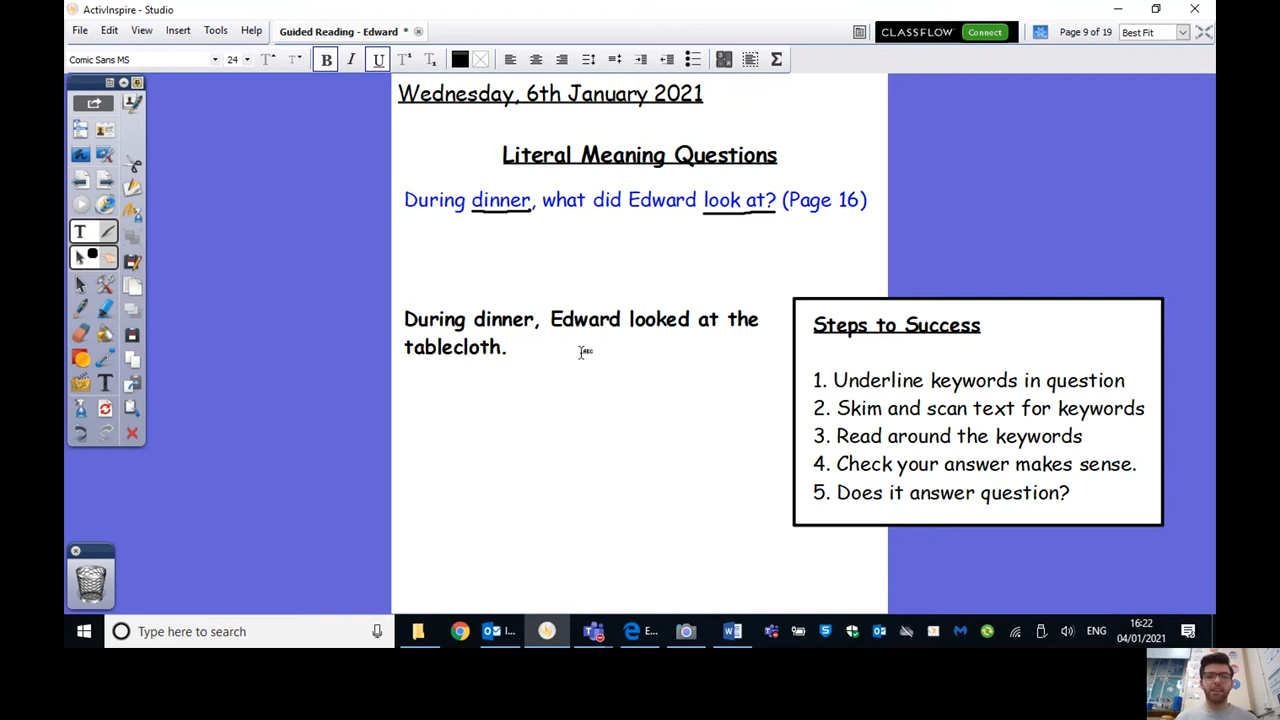 ActivInspire - Studio
File Edit View Insert Tools Help
Guided Reading - Edward *
CLASSFLOW Connect
Page 9 of 19
Best Fit
Comic Sans MS
24
B I U
Wednesday, 6th January 2021
Literal Meaning Questions
During dinner, what did Edward look at? (Page 16)
During dinner, Edward looked at the
tablecloth.
Steps to Success
1. Underline keywords in question
2. Skim and scan text for keywords
3. Read around the keywords
4. Check your answer makes sense.
5. Does it answer question?
Type here to search
I...
E...
ENG
16:22
04/01/2021